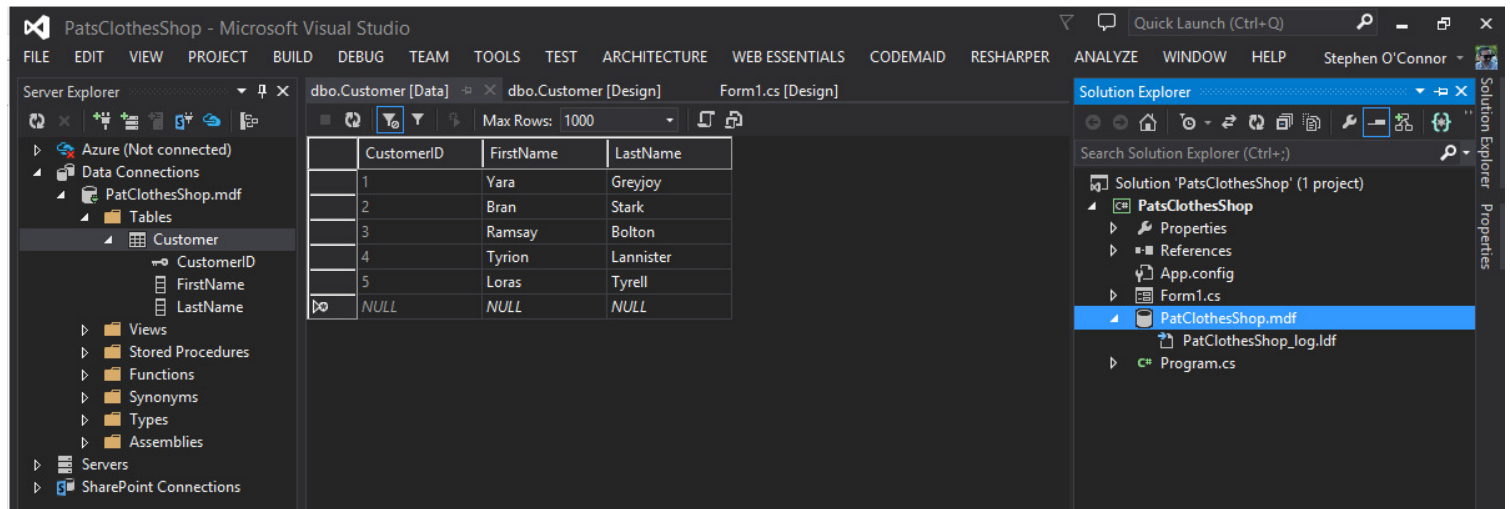 PatsClothesShop - Microsoft Visual Studio
Quick Launch (Ctrl+Q)
FILE EDIT VIEW PROJECT BUILD DEBUG TEAM TOOLS TEST ARCHITECTURE WEB ESSENTIALS CODEMAID RESHARPER ANALYZE WINDOW HELP Stephen O'Connor
Server Explorer
Azure (Not connected)
Data Connections
PatClothesShop.mdf
Tables
Customer
CustomerID
FirstName
LastName
Views
Stored Procedures
Functions
Synonyms
Types
Assemblies
Servers
SharePoint Connections
dbo.Customer [Data] dbo.Customer [Design] Form1.cs [Design]
Max Rows: 1000
CustomerID FirstName LastName
1 Yara Greyjoy
2 Bran Stark
3 Ramsay Bolton
4 Tyrion Lannister
5 Loras Tyrell
NULL NULL NULL
Solution Explorer
Search Solution Explorer (Ctrl+;)
Solution 'PatsClothesShop' (1 project)
C# PatsClothesShop
Properties
References
App.config
Form1.cs
PatClothesShop.mdf
PatClothesShop_log.ldf
C# Program.cs
Solution Explorer
Properties